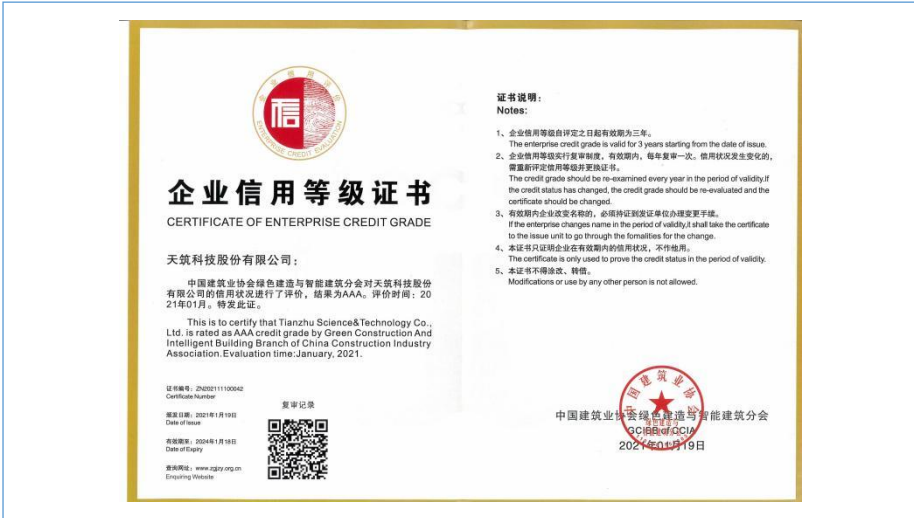 企业信用评价
信
ENTERPRISE CREDIT EVALUATION
企业信用等级证书
CERTIFICATE OF ENTERPRISE CREDIT GRADE
天筑科技股份有限公司：
中国建筑业协会绿色建造与智能建筑分会对天筑科技股份
有限公司的信用状况进行了评价，结果为AAA。评价时间：20
21年01月。特发此证。
This is to certify that Tianzhu Science&Technology Co.,
Ltd. is rated as AAA credit grade by Green Construction And
Intelligent Building Branch of China Construction Industry
Association.Evaluation time:January, 2021.
证书编号：ZN202111100042
Certificate Number
颁发日期：2021年1月19日
Date of Issue
有效期至：2024年1月18日
Date of Expiry
查询网址：www.zgjzy.org.cn
Enquiring Website
复审记录
证书说明：
Notes:
1、企业信用等级自评定之日起有效期为三年。
The enterprise credit grade is valid for 3 years starting from the date of issue.
2、企业信用等级实行复审制度，有效期内，每年复审一次。信用状况发生变化的，
需重新评定信用等级并更换证书。
The credit grade should be re-examined every year in the period of validity.If
the credit status has changed, the credit grade should be re-evaluated and the
certificate should be changed.
3、有效期内企业改变名称的，必须持证到发证单位办理变更手续。
If the enterprise changes name in the period of validity,it shall take the certificate
to the issue unit to go through the fomalities for the change.
4、本证书只证明企业在有效期内的信用状况，不作他用。
The certificate is only used to prove the credit status in the period of validity.
5、本证书不得涂改、转借。
Modifications or use by any other person is not allowed.
中国建筑业协会
中国建筑业协会绿色建造与智能建筑分会
GCIBB of CCIA
2021年01月19日